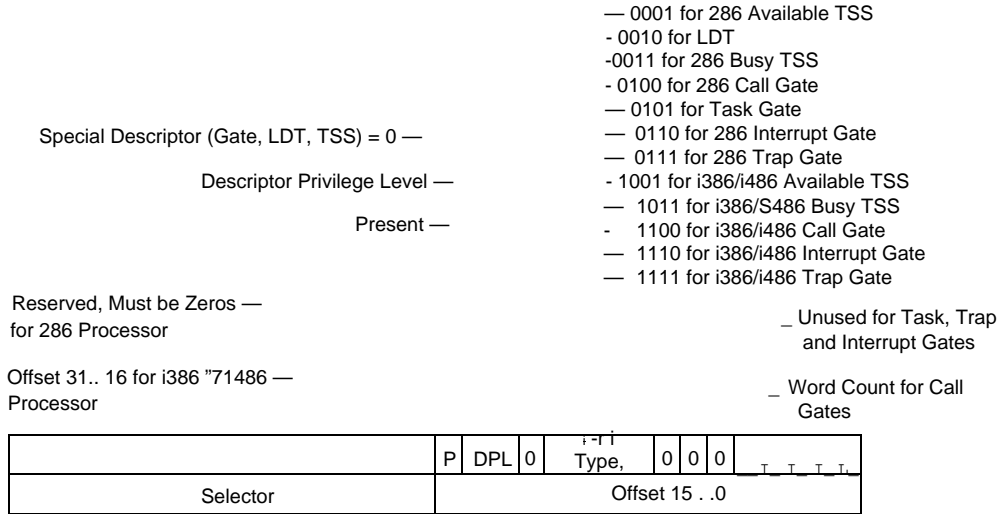 — 0001 for 286 Available TSS
- 0010 for LDT
-0011 for 286 Busy TSS
- 0100 for 286 Call Gate
— 0101 for Task Gate
— 0110 for 286 Interrupt Gate
— 0111 for 286 Trap Gate
- 1001 for i386/i486 Available TSS
— 1011 for i386/S486 Busy TSS
- 1100 for i386/i486 Call Gate
— 1110 for i386/i486 Interrupt Gate
— 1111 for i386/i486 Trap Gate
Special Descriptor (Gate, LDT, TSS) = 0 —
Descriptor Privilege Level —
Present —
Reserved, Must be Zeros —
for 286 Processor
_ Unused for Task, Trap
and Interrupt Gates
Offset 31.. 16 for i386 ”71486 —
Processor
_ Word Count for Call
Gates
P DPL 0 Type, 0 0 0
Selector Offset 15 . .0